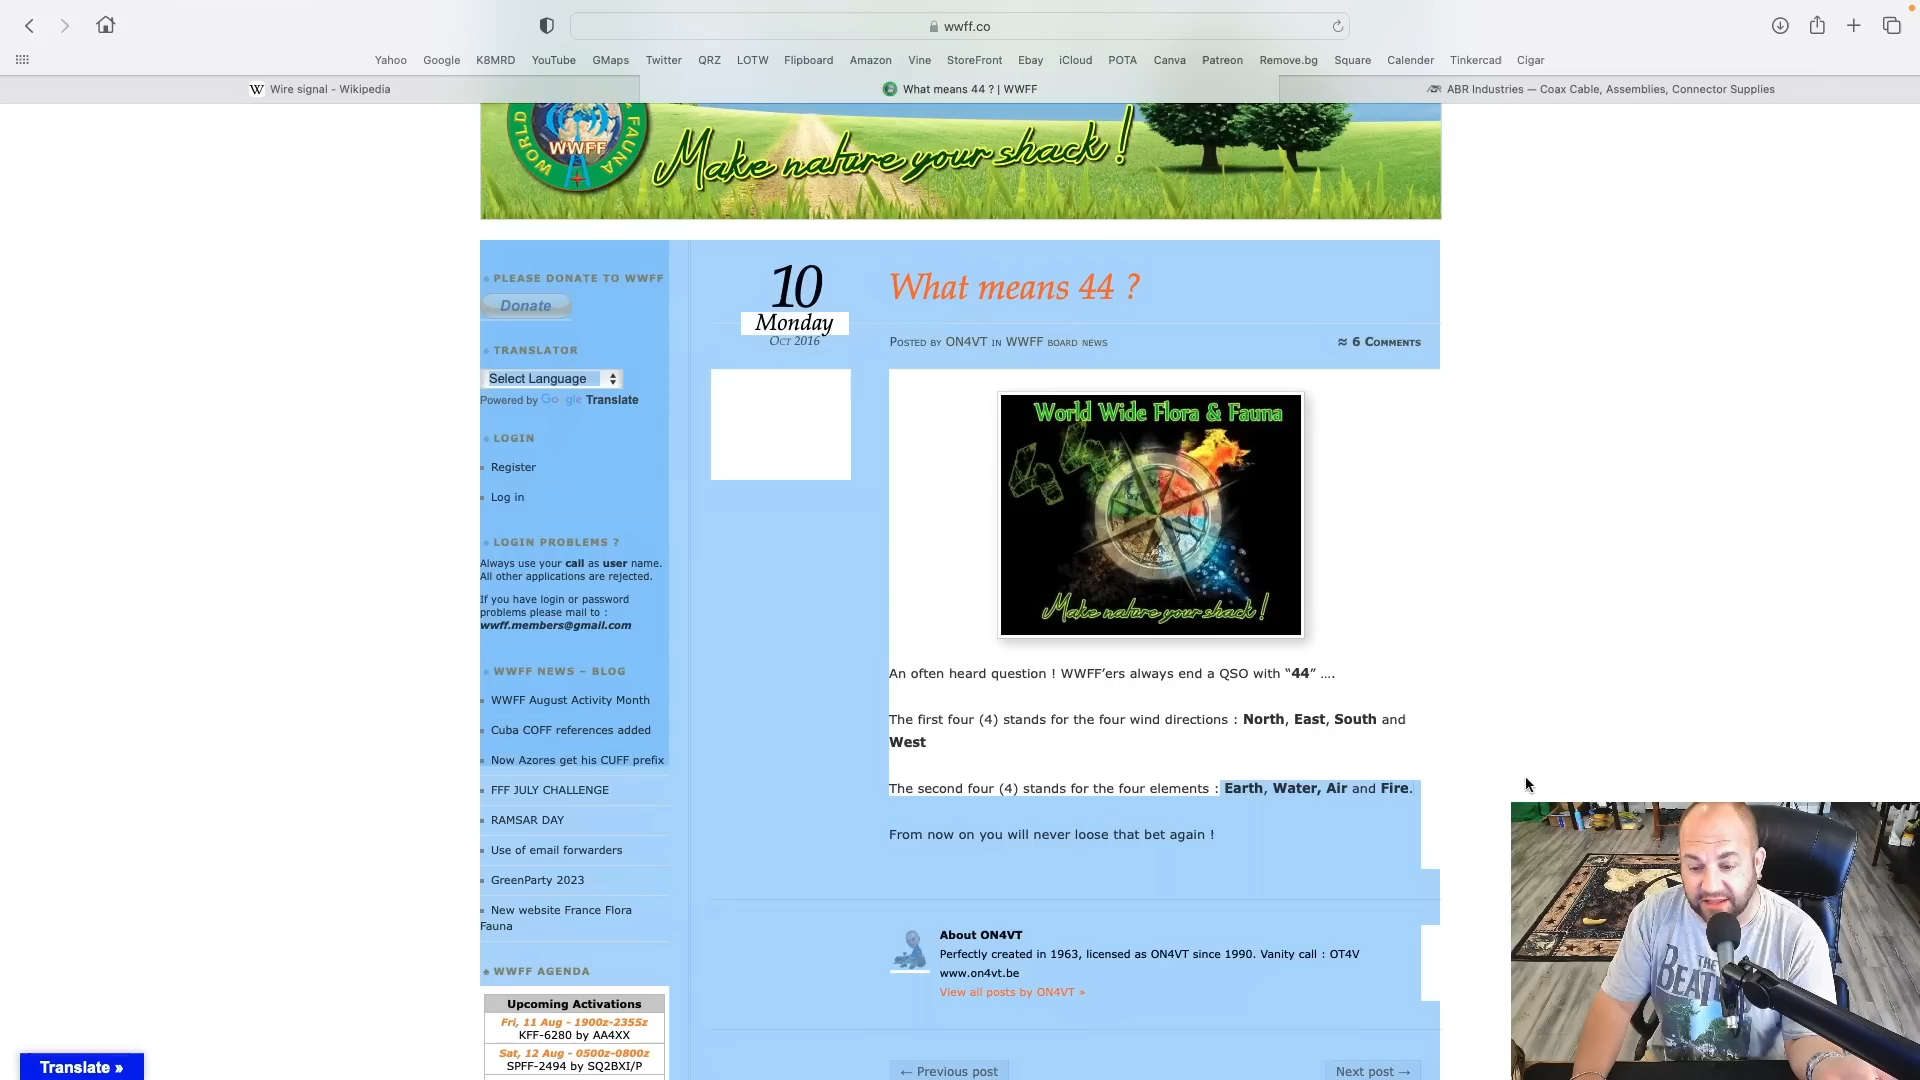 wwff.co
Yahoo Google K8MRD YouTube GMaps Twitter QRZ LOTW Flipboard Amazon Vine StoreFront Ebay iCloud POTA Canva Patreon Remove.bg Square Calender Tinkercad Cigar
W Wire signal - Wikipedia
What means 44 ? | WWFF
ABR Industries — Coax Cable, Assemblies, Connector Supplies
WORLD
FAUNA
WWFF
Make nature your shack !
PLEASE DONATE TO WWFF
Donate
TRANSLATOR
Select Language
Powered by Google Translate
LOGIN
Register
Log in
LOGIN PROBLEMS ?
Always use your call as user name.
All other applications are rejected.
If you have login or password
problems please mail to :
wwff.members@gmail.com
WWFF NEWS – BLOG
WWFF August Activity Month
Cuba COFF references added
Now Azores get his CUFF prefix
FFF JULY CHALLENGE
RAMSAR DAY
Use of email forwarders
GreenParty 2023
New website France Flora
Fauna
WWFF AGENDA
Upcoming Activations
Fri, 11 Aug - 1900z-2355z
KFF-6280 by AA4XX
Sat, 12 Aug - 0500z-0800z
SPFF-2494 by SQ2BXI/P
Translate »
10
Monday
Oct 2016
What means 44 ?
Posted by ON4VT in WWFF board news
≈ 6 Comments
World Wide Flora & Fauna
44
Make nature your shack !
An often heard question ! WWFF’ers always end a QSO with “44” ….
The first four (4) stands for the four wind directions : North, East, South and
West
The second four (4) stands for the four elements : Earth, Water, Air and Fire.
From now on you will never loose that bet again !
About ON4VT
Perfectly created in 1963, licensed as ON4VT since 1990. Vanity call : OT4V
www.on4vt.be
View all posts by ON4VT »
← Previous post
Next post →
THE